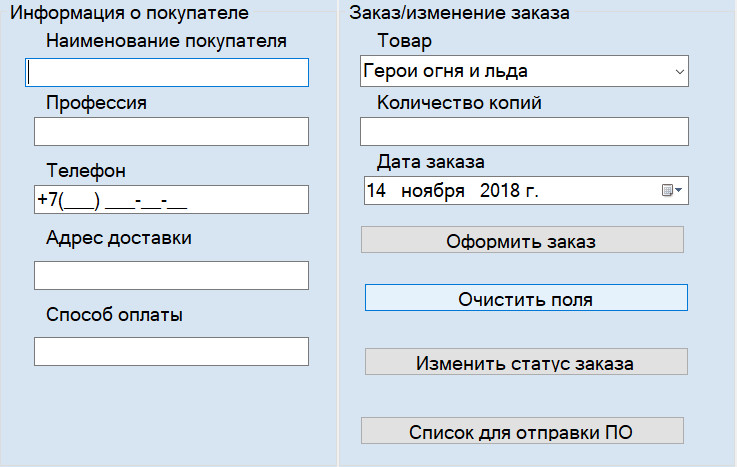 Информация о покупателе
Наименование покупателя
Профессия
Телефон
+7(___) ___-__-__
Адрес доставки
Способ оплаты
Заказ/изменение заказа
Товар
Герои огня и льда
Количество копий
Дата заказа
14 ноября 2018 г.
Оформить заказ
Очистить поля
Изменить статус заказа
Список для отправки ПО